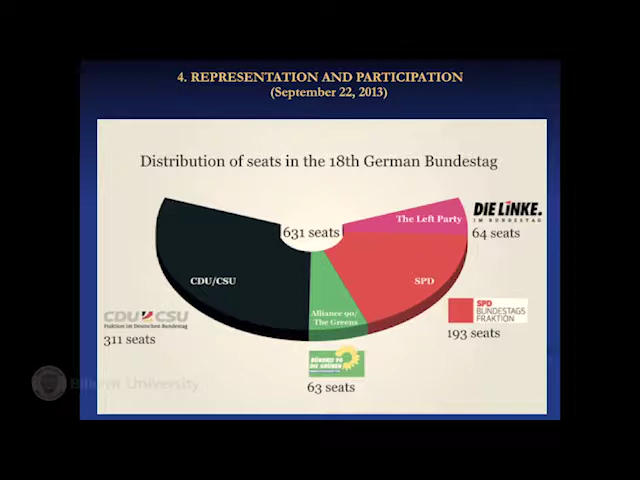 4. REPRESENTATION AND PARTICIPATION
(September 22, 2013)
Distribution of seats in the 18th German Bundestag
631 seats
The Left Party
DIE LINKE.
IM BUNDESTAG
64 seats
CDU/CSU
SPD
Alliance 90/
The Greens
CDU CSU
Fraktion im Deutschen Bundestag
311 seats
SPD
BUNDESTAGS
FRAKTION
193 seats
BÜNDNIS 90
DIE GRÜNEN
63 seats
Bilkent University